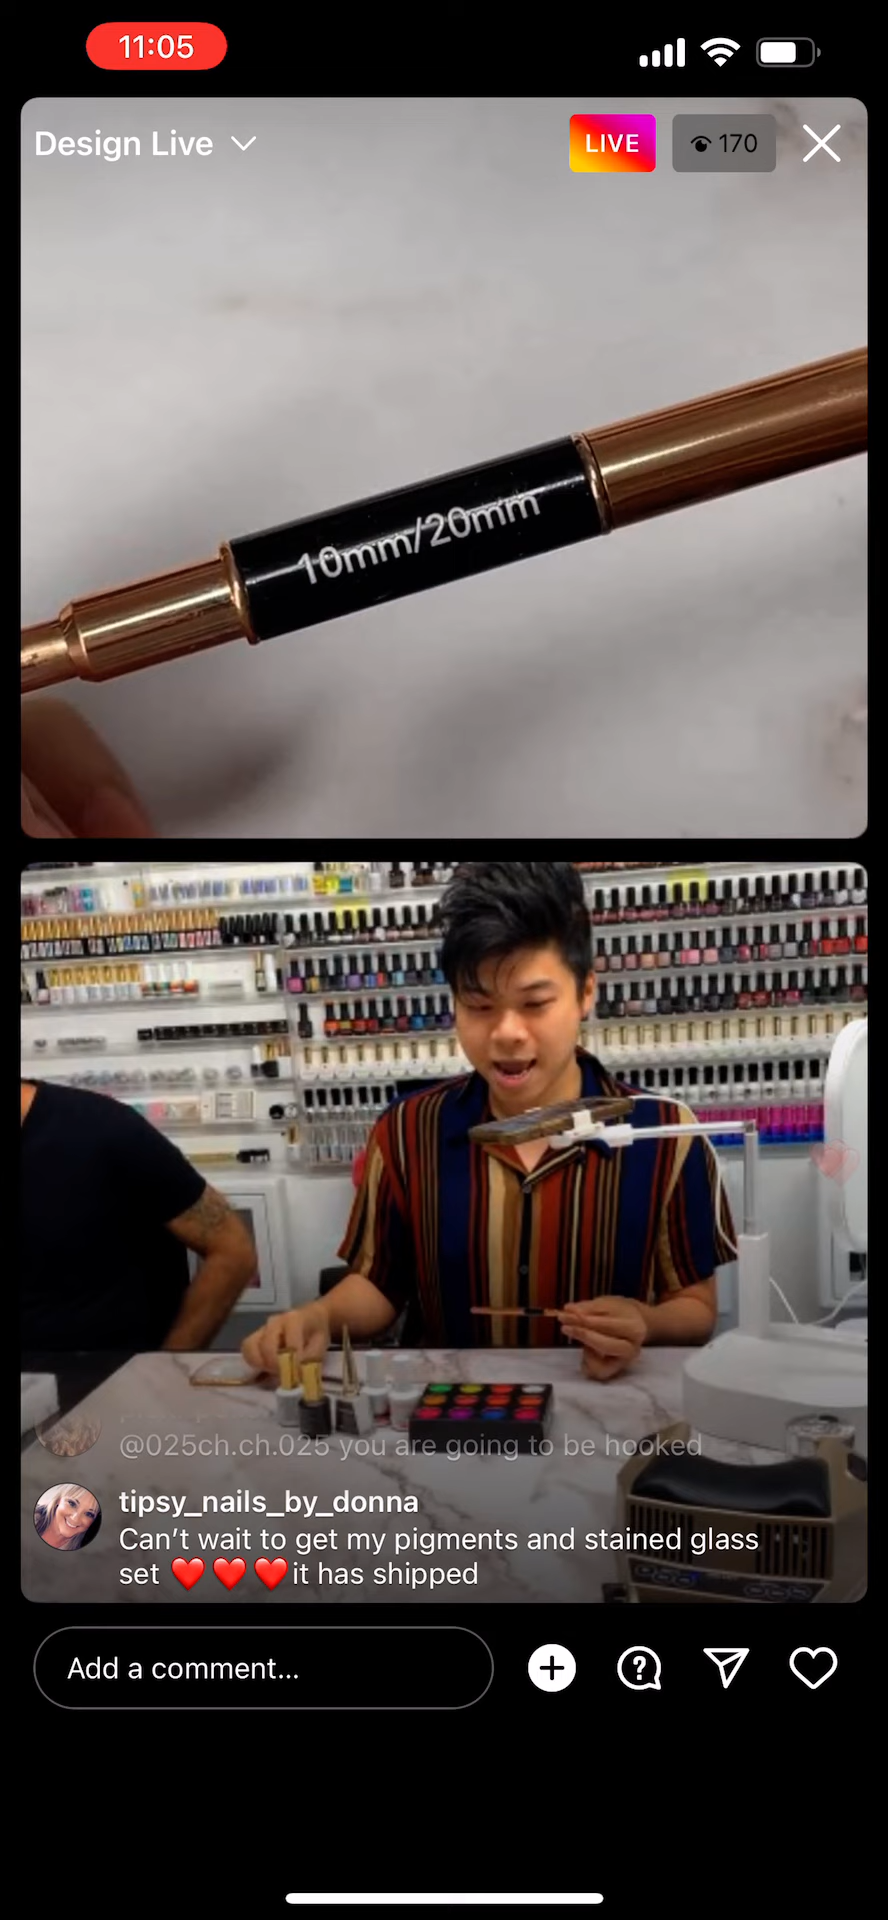 11:05
Design Live
LIVE
170
10mm/20mm
@025ch.ch.025 you are going to be hooked
tipsy_nails_by_donna
Can’t wait to get my pigments and stained glass
set ❤️❤️❤️it has shipped
Add a comment...